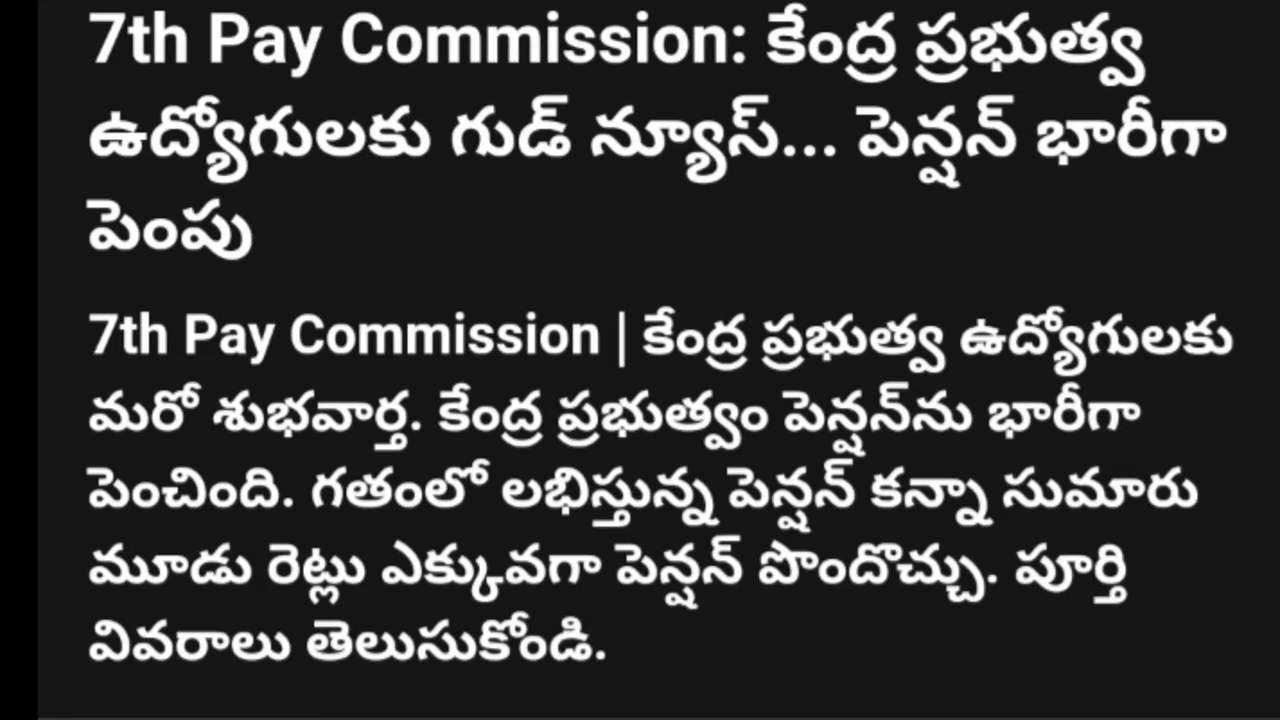 7th Pay Commission: కేంద్ర ప్రభుత్వ
ఉద్యోగులకు గుడ్ న్యూస్... పెన్షన్ భారీగా
పెంపు
7th Pay Commission | కేంద్ర ప్రభుత్వ ఉద్యోగులకు
మరో శుభవార్త. కేంద్ర ప్రభుత్వం పెన్షన్‌ను భారీగా
పెంచింది. గతంలో లభిస్తున్న పెన్షన్ కన్నా సుమారు
మూడు రెట్లు ఎక్కువగా పెన్షన్ పొందొచ్చు. పూర్తి
వివరాలు తెలుసుకోండి.